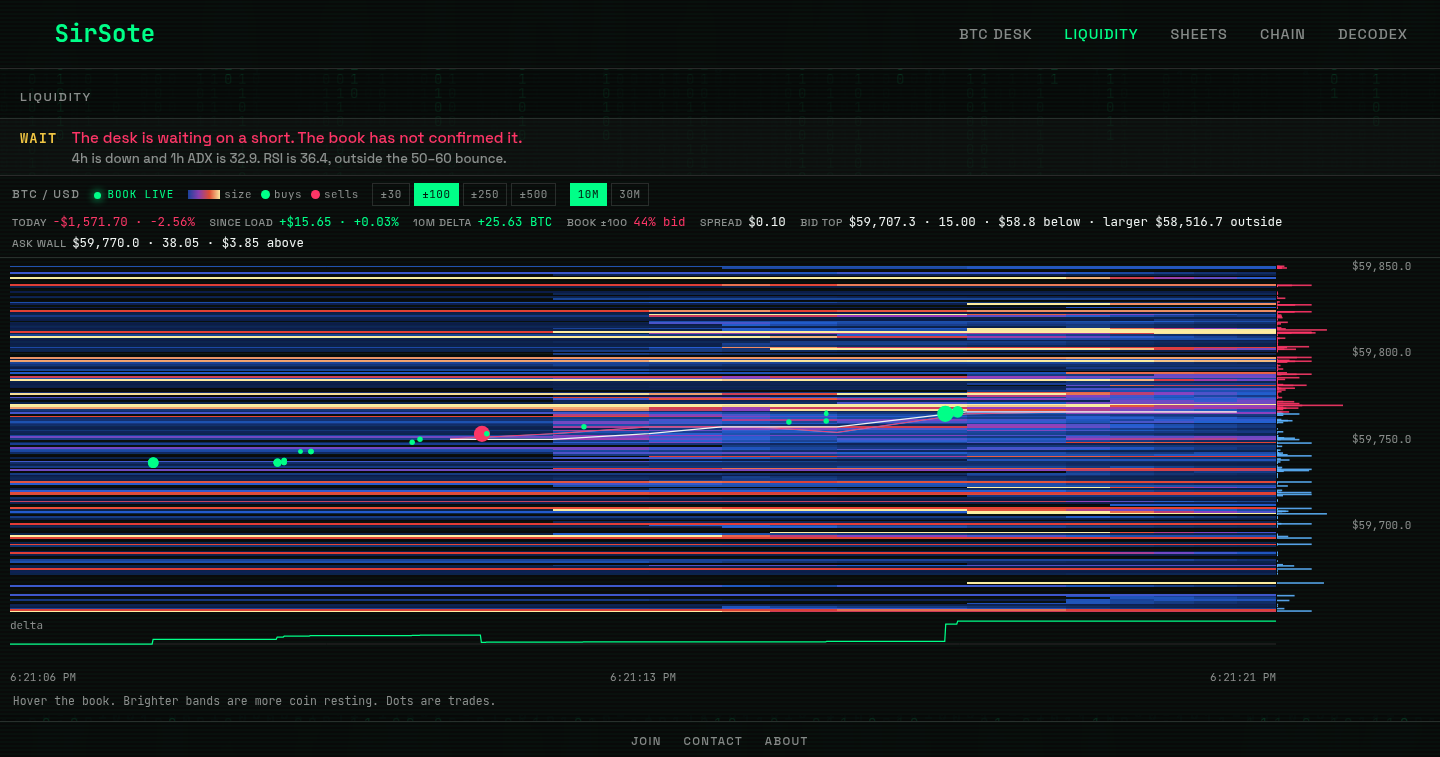 SirSote
BTC DESK LIQUIDITY SHEETS CHAIN DECODEX
LIQUIDITY
WAIT The desk is waiting on a short. The book has not confirmed it.
4h is down and 1h ADX is 32.9. RSI is 36.4, outside the 50–60 bounce.
BTC / USD BOOK LIVE size buys sells ±30 ±100 ±250 ±500 10M 30M
TODAY -$1,571.70 · -2.56% SINCE LOAD +$15.65 · +0.03% 10M DELTA +25.63 BTC BOOK ±100 44% bid SPREAD $0.10 BID TOP $59,707.3 · 15.00 · $58.8 below · larger $58,516.7 outside
ASK WALL $59,770.0 · 38.05 · $3.85 above
$59,850.0
$59,800.0
$59,750.0
$59,700.0
delta
6:21:06 PM 6:21:13 PM 6:21:21 PM
Hover the book. Brighter bands are more coin resting. Dots are trades.
JOIN CONTACT ABOUT